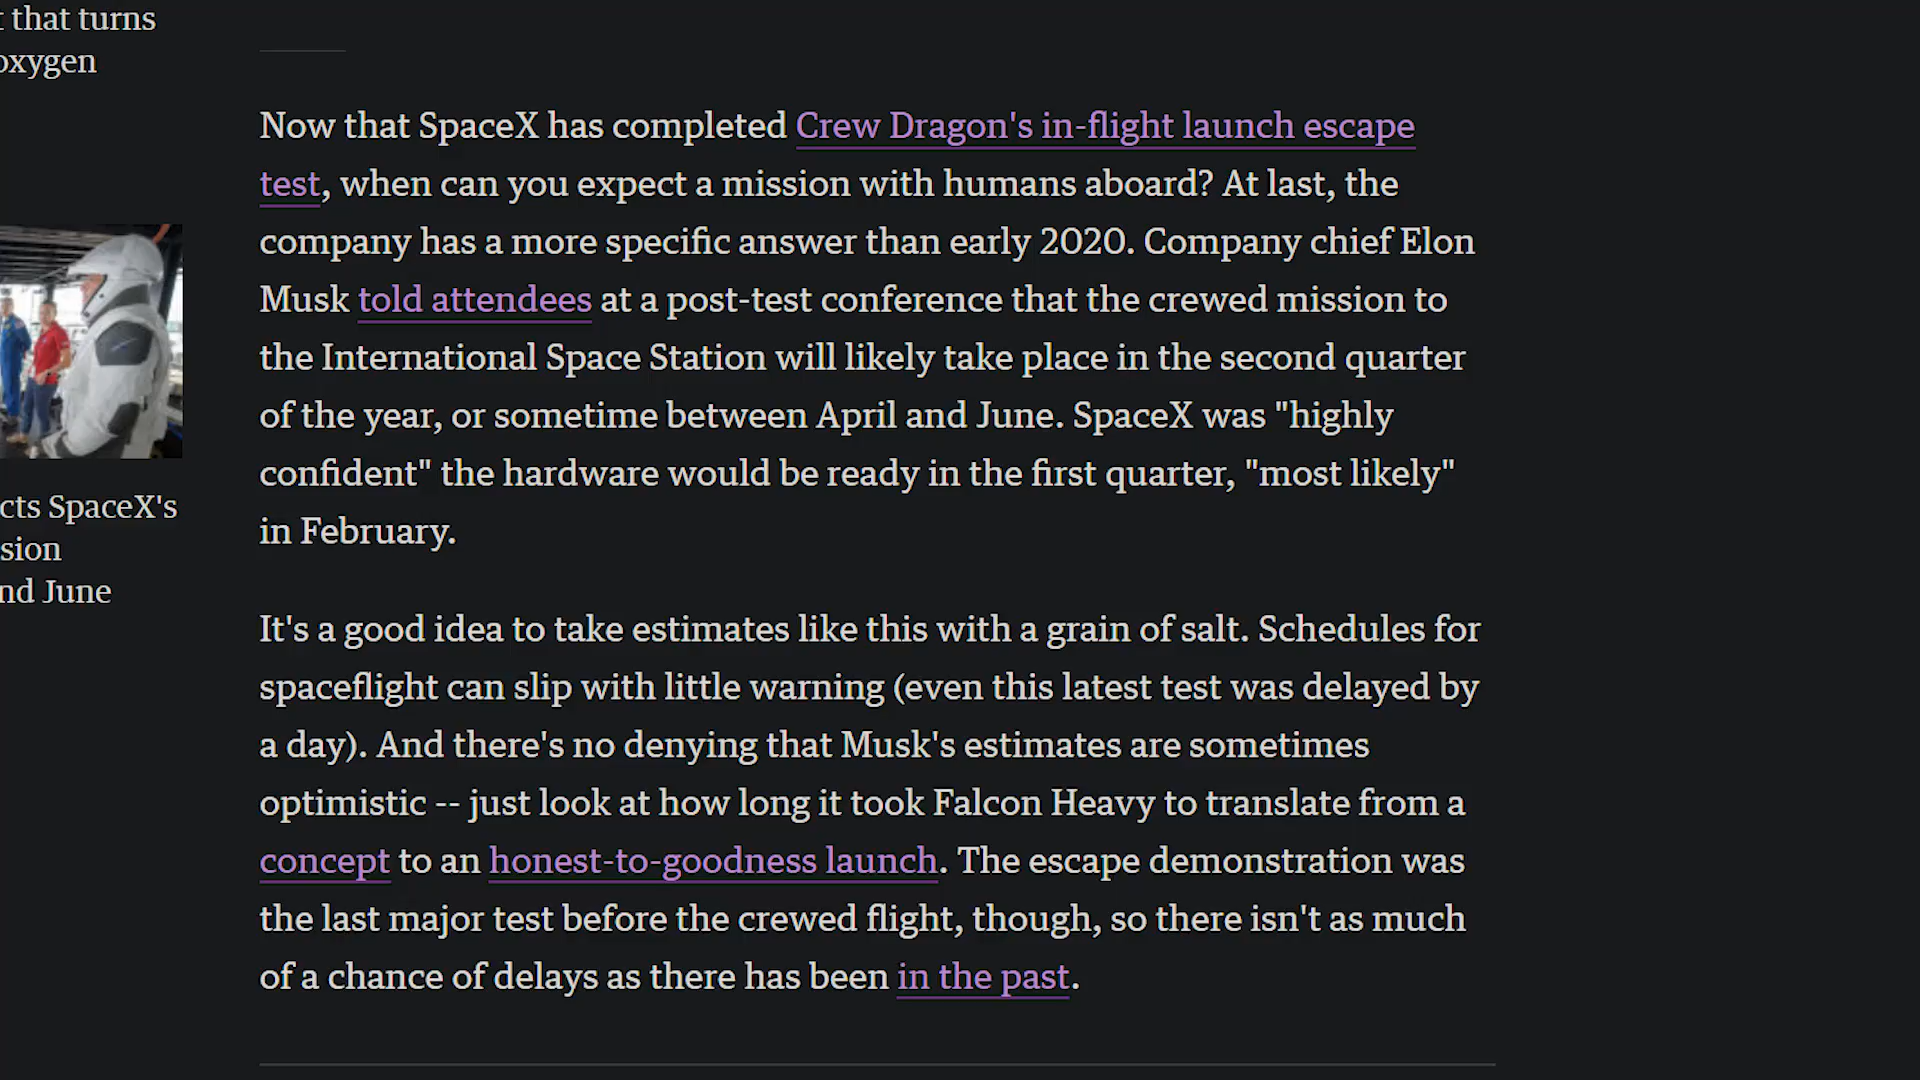 t that turns
oxygen
cts SpaceX's
sion
nd June
Now that SpaceX has completed Crew Dragon's in-flight launch escape
test, when can you expect a mission with humans aboard? At last, the
company has a more specific answer than early 2020. Company chief Elon
Musk told attendees at a post-test conference that the crewed mission to
the International Space Station will likely take place in the second quarter
of the year, or sometime between April and June. SpaceX was "highly
confident" the hardware would be ready in the first quarter, "most likely"
in February.
It's a good idea to take estimates like this with a grain of salt. Schedules for
spaceflight can slip with little warning (even this latest test was delayed by
a day). And there's no denying that Musk's estimates are sometimes
optimistic -- just look at how long it took Falcon Heavy to translate from a
concept to an honest-to-goodness launch. The escape demonstration was
the last major test before the crewed flight, though, so there isn't as much
of a chance of delays as there has been in the past.